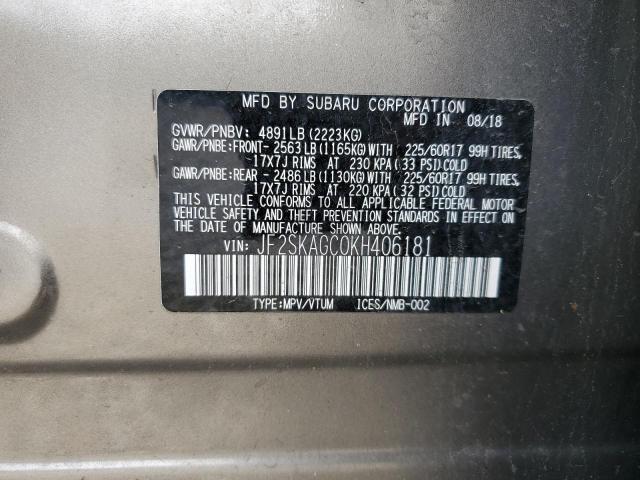 MFD BY SUBARU CORPORATION
MFD IN 08/18
GVWR/PNBV: 4891LB (2223KG)
GAWR/PNBE:FRONT- 2563LB (1165KG) WITH 225/60R17 99H TIRES,
17X7J RIMS AT 230 KPA ( 33 PSI) COLD
GAWR/PNBE:REAR - 2486LB (1130KG) WITH 225/60R17 99H TIRES,
17X7J RIMS AT 220 KPA ( 32 PSI) COLD
THIS VEHICLE CONFORMS TO ALL APPLICABLE FEDERAL MOTOR
VEHICLE SAFETY AND THEFT PREVENTION STANDARDS IN EFFECT ON
THE DATE OF MANUFACTURE SHOWN ABOVE.
VIN: JF2SKAGC0KH406181
TYPE:MPV/VTUM ICES/NMB-002